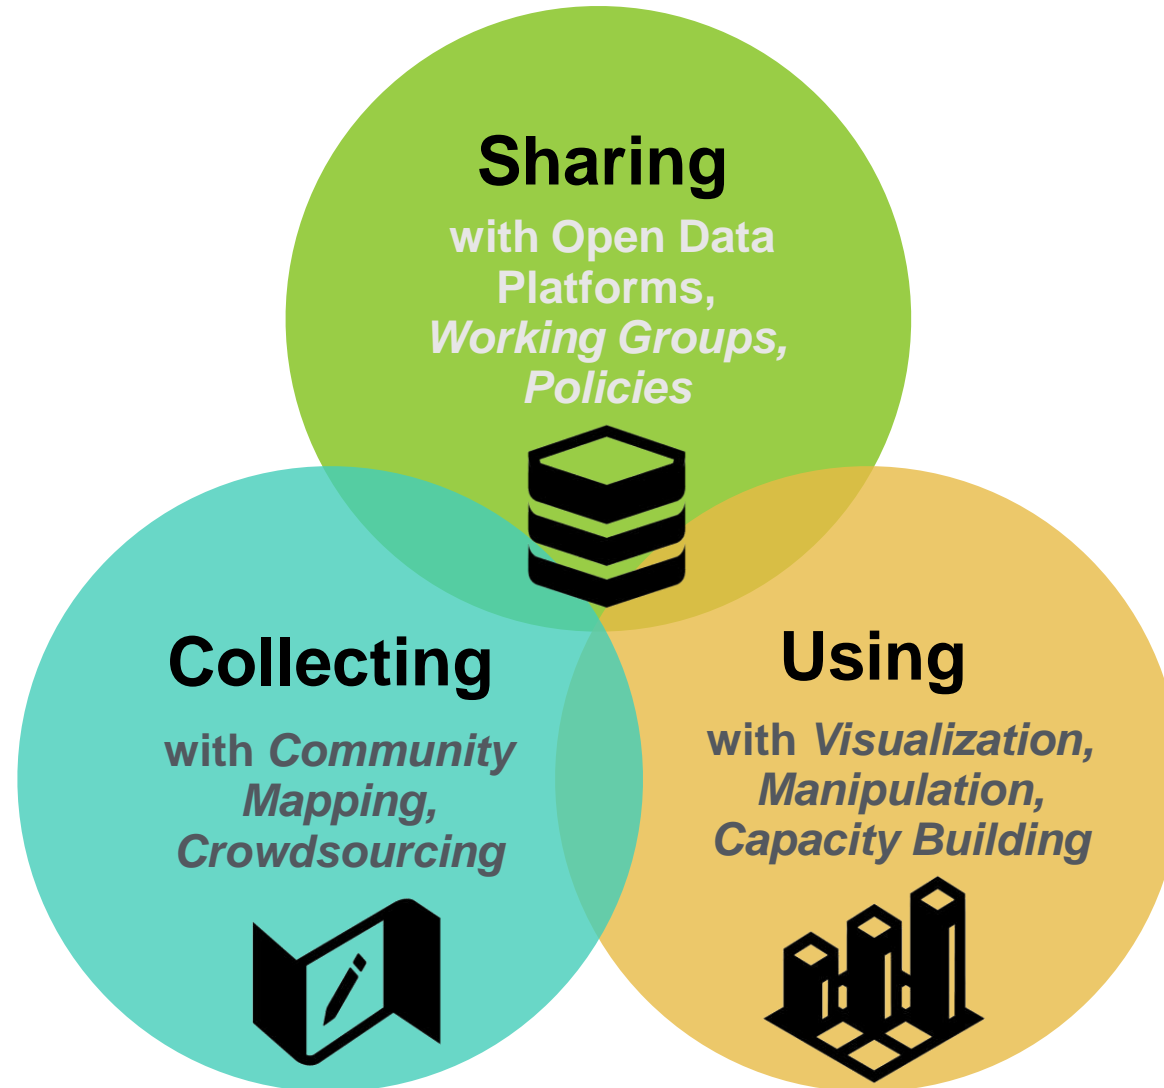 Sharing
with Open Data
Platforms,
Working Groups,
Policies
Collecting
with Community
Mapping,
Crowdsourcing
Using
with Visualization,
Manipulation,
Capacity Building